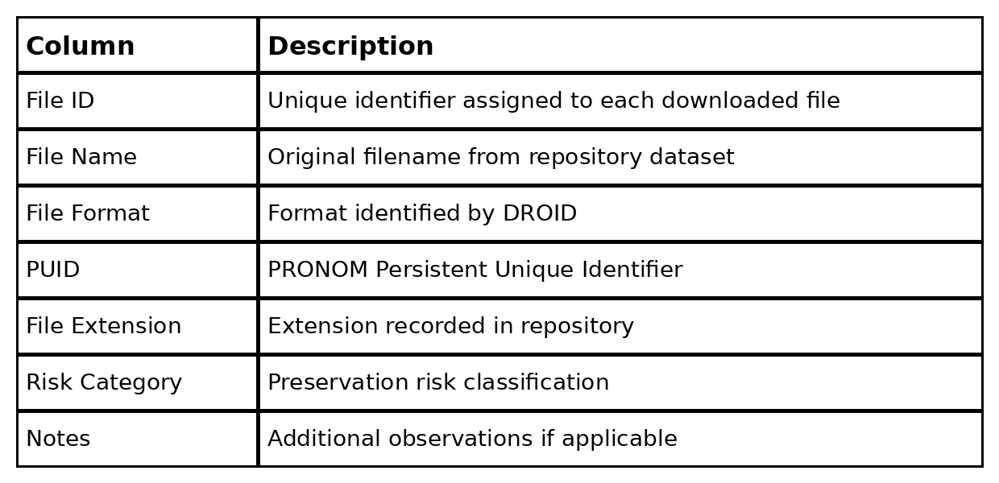 Column Description
File ID Unique identifier assigned to each downloaded file
File Name Original filename from repository dataset
File Format Format identified by DROID
PUID PRONOM Persistent Unique Identifier
File Extension Extension recorded in repository
Risk Category Preservation risk classification
Notes Additional observations if applicable